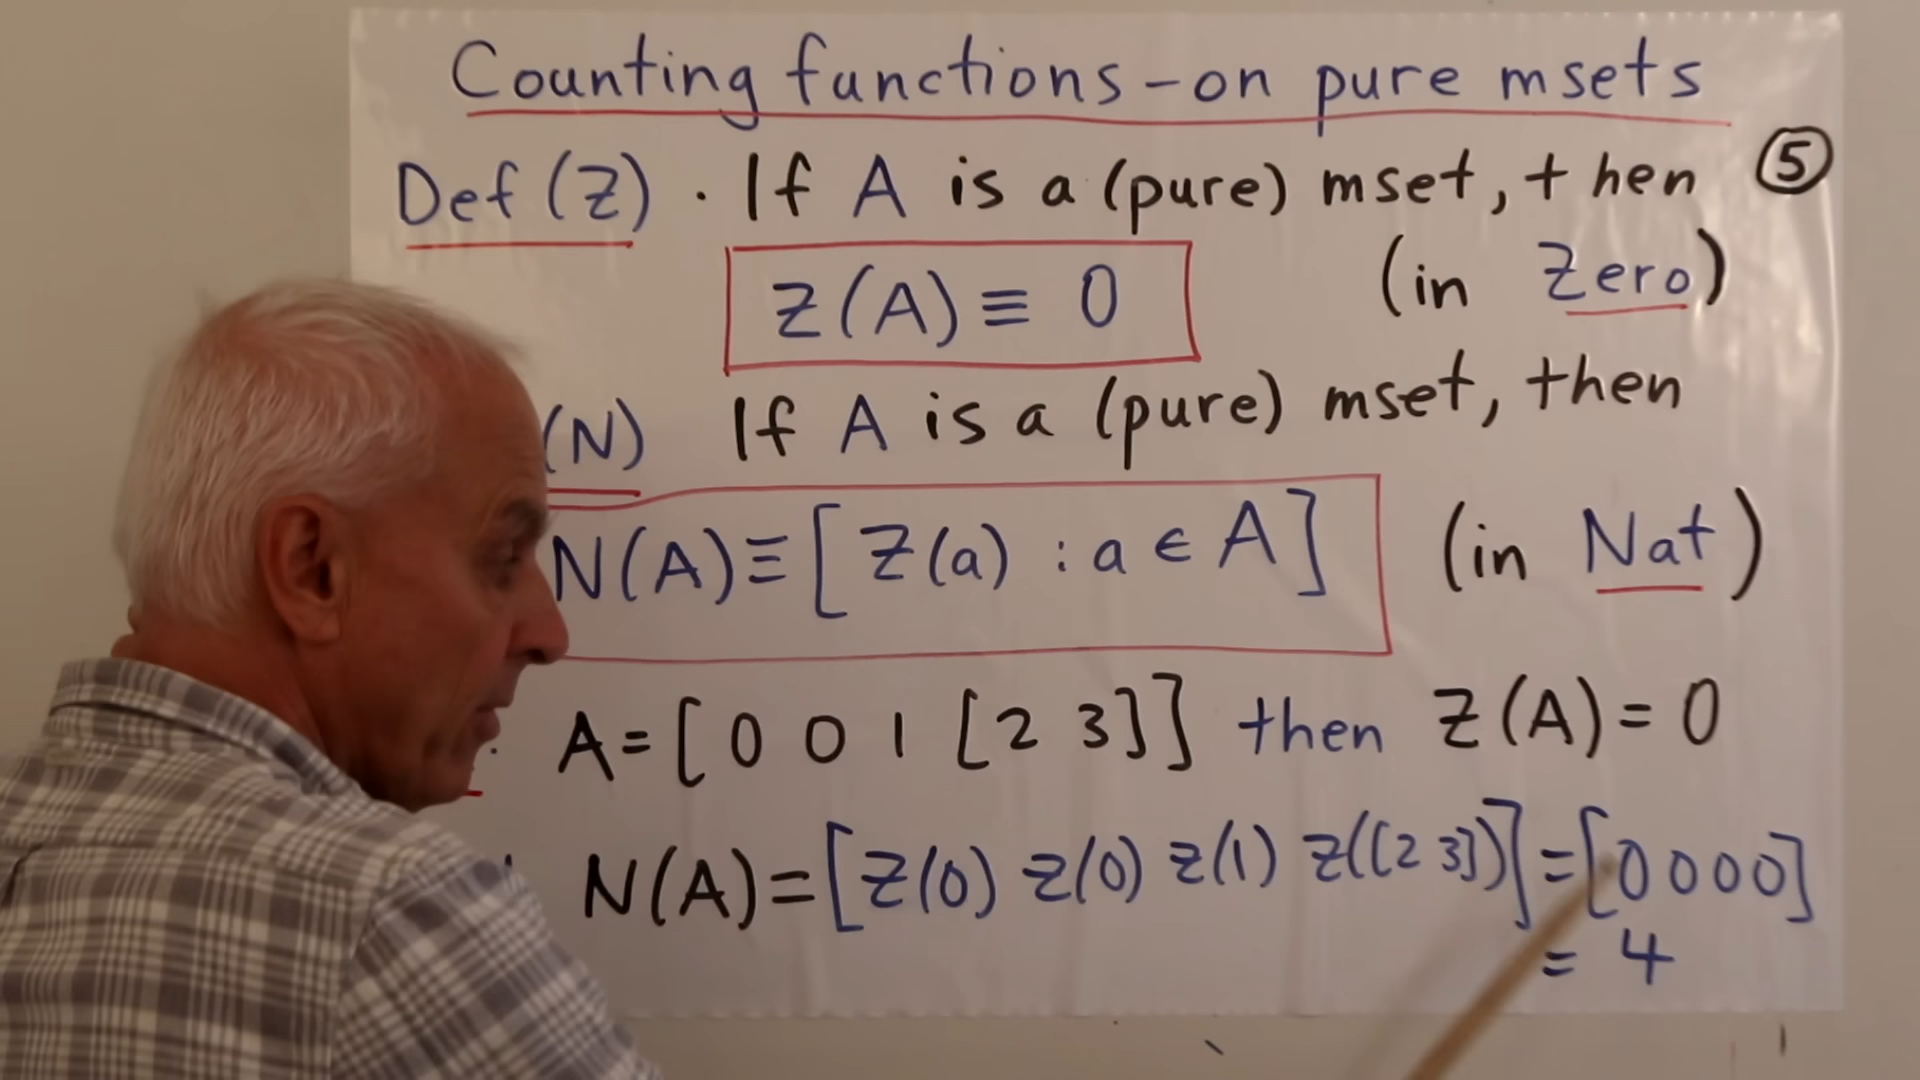 Counting functions - on pure msets
Def (Z) . If A is a (pure) mset, then ⑤
Z(A) ≡ 0 (in Zero)
(N) If A is a (pure) mset, then
N(A) ≡ [ Z(a) : a ∈ A ] (in Nat)
A = [ 0 0 1 [ 2 3 ] ] then Z(A) = 0
N(A) = [ Z(0) Z(0) Z(1) Z([2 3]) ] = [0 0 0 0]
= 4